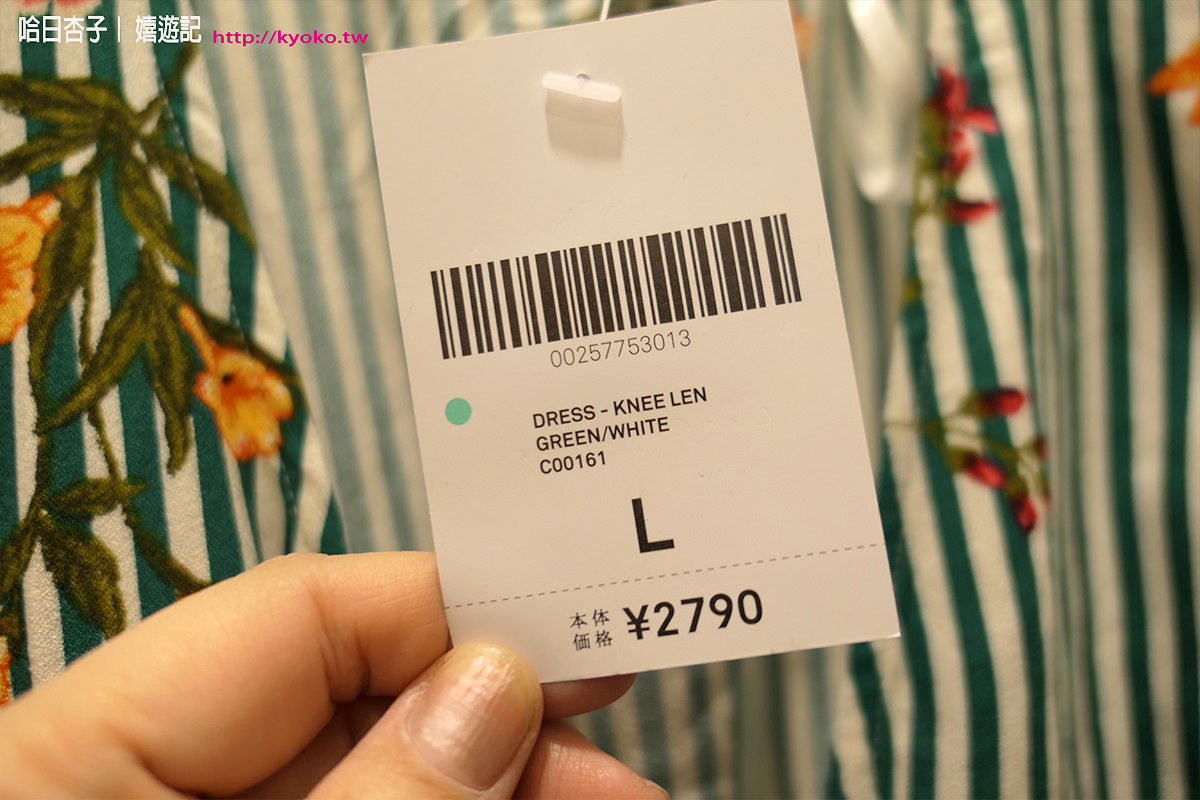 哈日杏子｜嬉遊記 http://kyoko.tw
00257753013
DRESS - KNEE LEN
GREEN/WHITE
C00161
L
本体価格 ¥2790